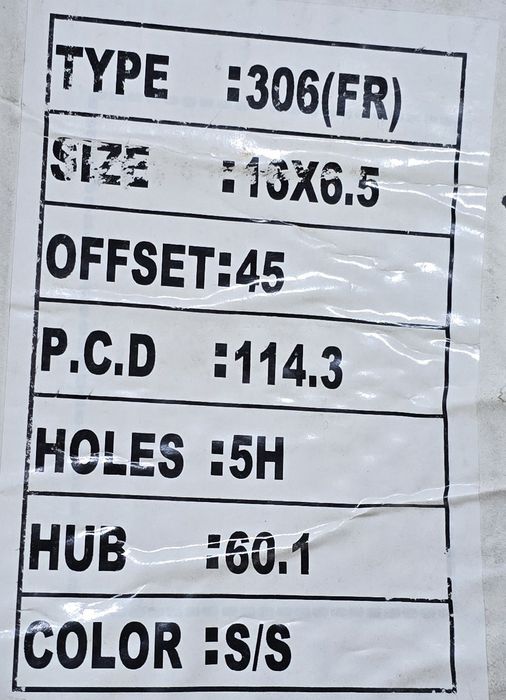 TYPE :306(FR)
SIZE :16X6.5
OFFSET:45
P.C.D :114.3
HOLES :5H
HUB :60.1
COLOR :S/S